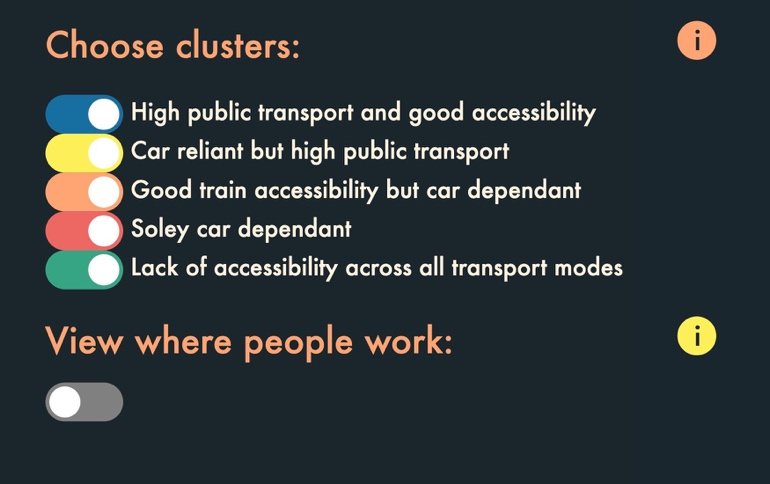 Choose clusters:
i
High public transport and good accessibility
Car reliant but high public transport
Good train accessibility but car dependant
Soley car dependant
Lack of accessibility across all transport modes
View where people work:
i